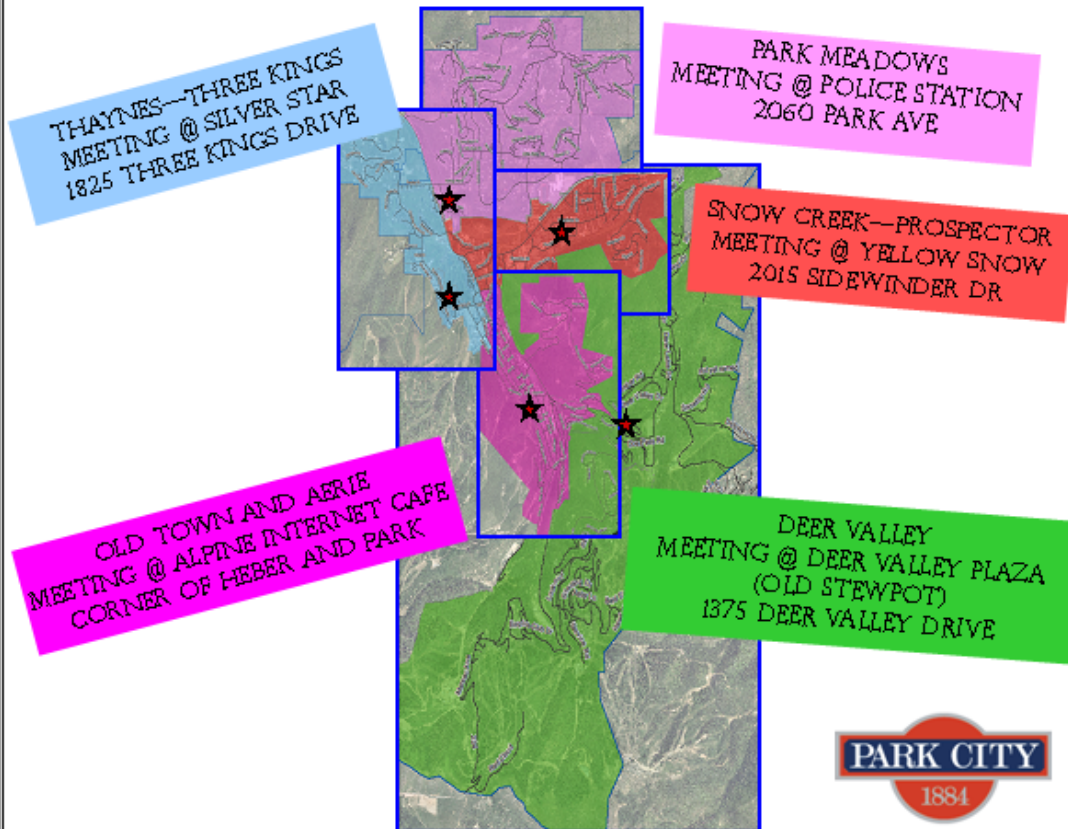 THAYNES--THREE KINGS
MEETING @ SILVER STAR
1825 THREE KINGS DRIVE
PARK MEADOWS
MEETING @ POLICE STATION
2060 PARK AVE
SNOW CREEK--PROSPECTOR
MEETING @ YELLOW SNOW
2015 SIDEWINDER DR
OLD TOWN AND AERIE
MEETING @ ALPINE INTERNET CAFE
CORNER OF HEBER AND PARK
DEER VALLEY
MEETING @ DEER VALLEY PLAZA
(OLD STEWPOT)
1375 DEER VALLEY DRIVE
PARK CITY
1884